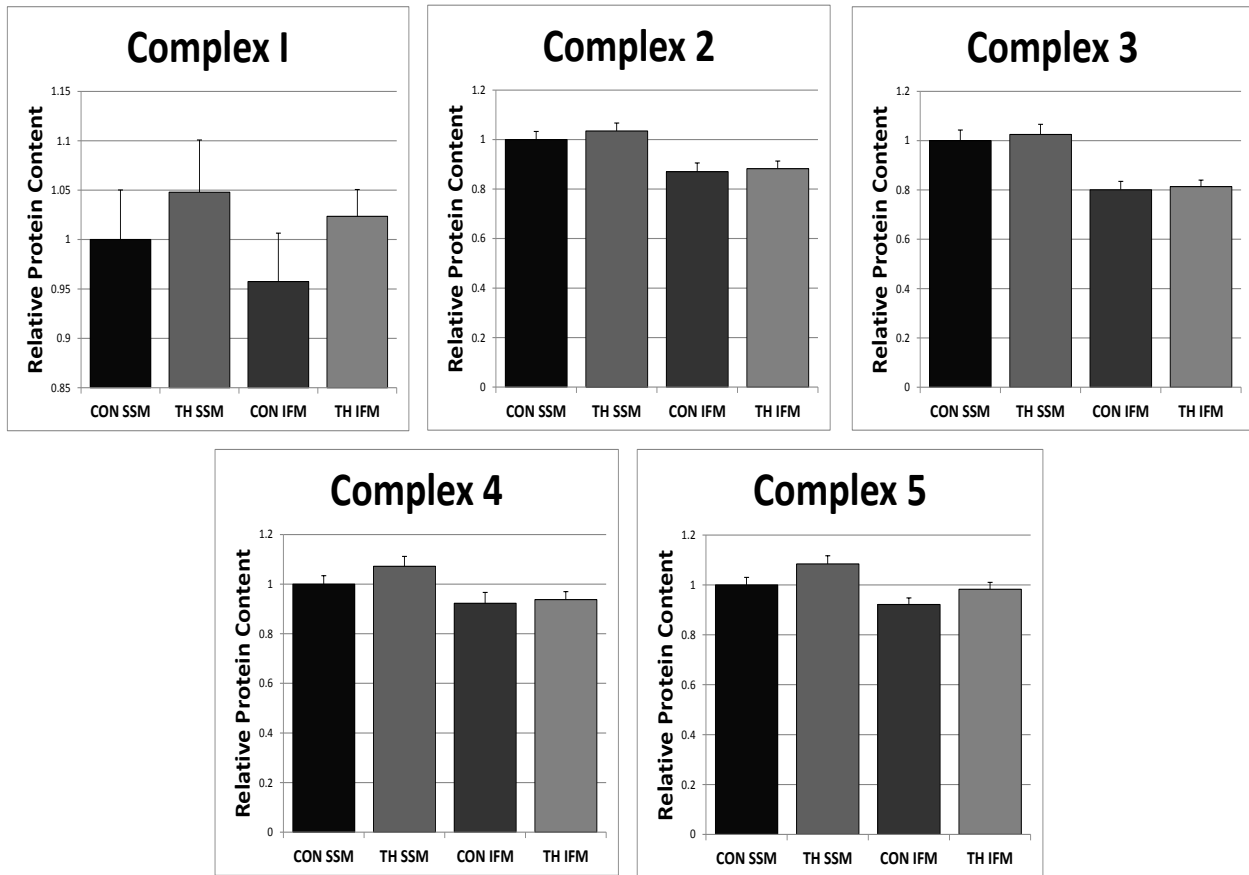 Complex I
Relative Protein Content
1.15
1.1
1.05
1
0.95
0.9
0.85
CON SSM TH SSM CON IFM TH IFM
Complex 2
Relative Protein Content
1.2
1
0.8
0.6
0.4
0.2
0
CON SSM TH SSM CON IFM TH IFM
Complex 3
Relative Protein Content
1.2
1
0.8
0.6
0.4
0.2
0
CON SSM TH SSM CON IFM TH IFM
Complex 4
Relative Protein Content
1.2
1
0.8
0.6
0.4
0.2
0
CON SSM TH SSM CON IFM TH IFM
Complex 5
Relative Protein Content
1.2
1
0.8
0.6
0.4
0.2
0
CON SSM TH SSM CON IFM TH IFM